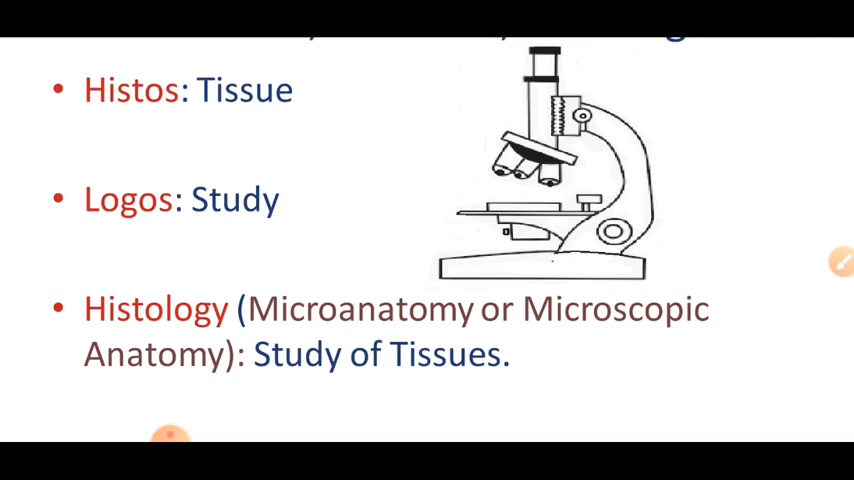 • Histos: Tissue
• Logos: Study
• Histology (Microanatomy or Microscopic
Anatomy): Study of Tissues.